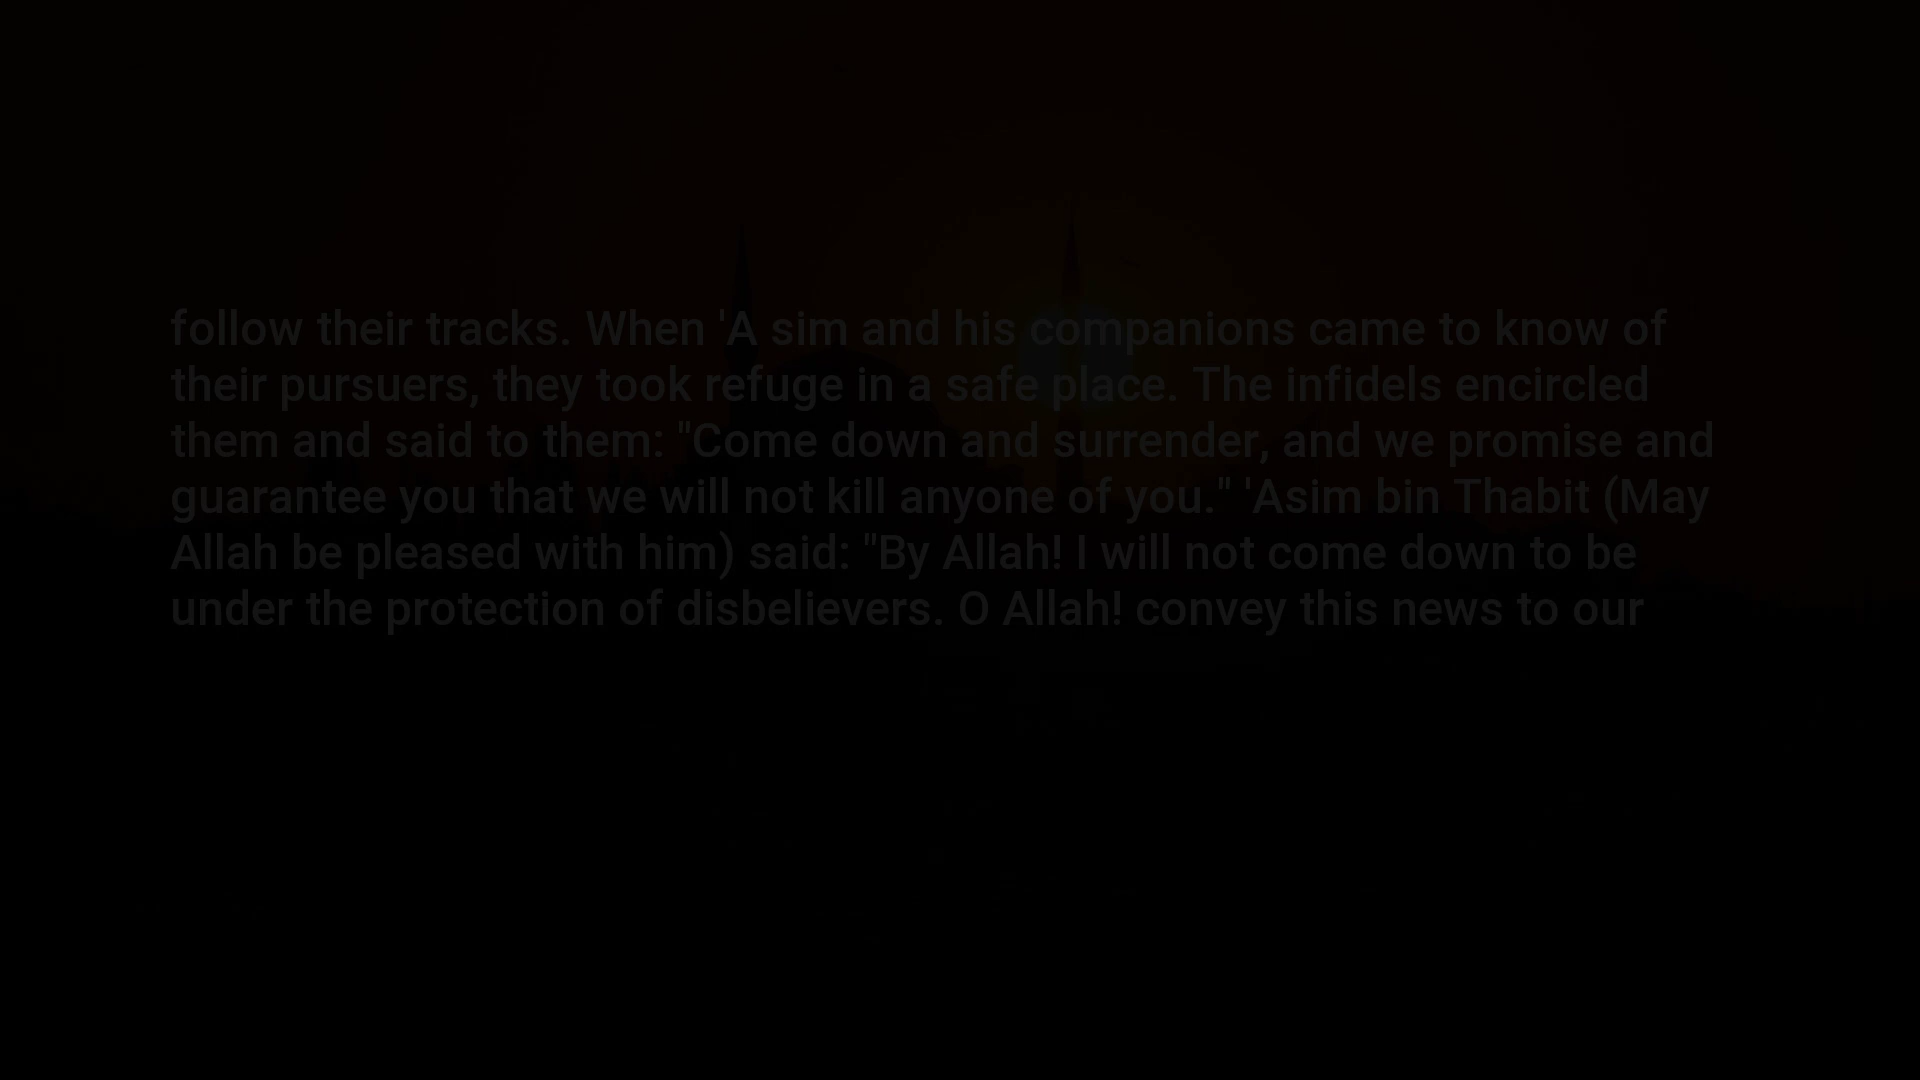 follow their tracks. When 'A sim and his companions came to know of
their pursuers, they took refuge in a safe place. The infidels encircled
them and said to them: "Come down and surrender, and we promise and
guarantee you that we will not kill anyone of you." 'Asim bin Thabit (May
Allah be pleased with him) said: "By Allah! I will not come down to be
under the protection of disbelievers. O Allah! convey this news to our